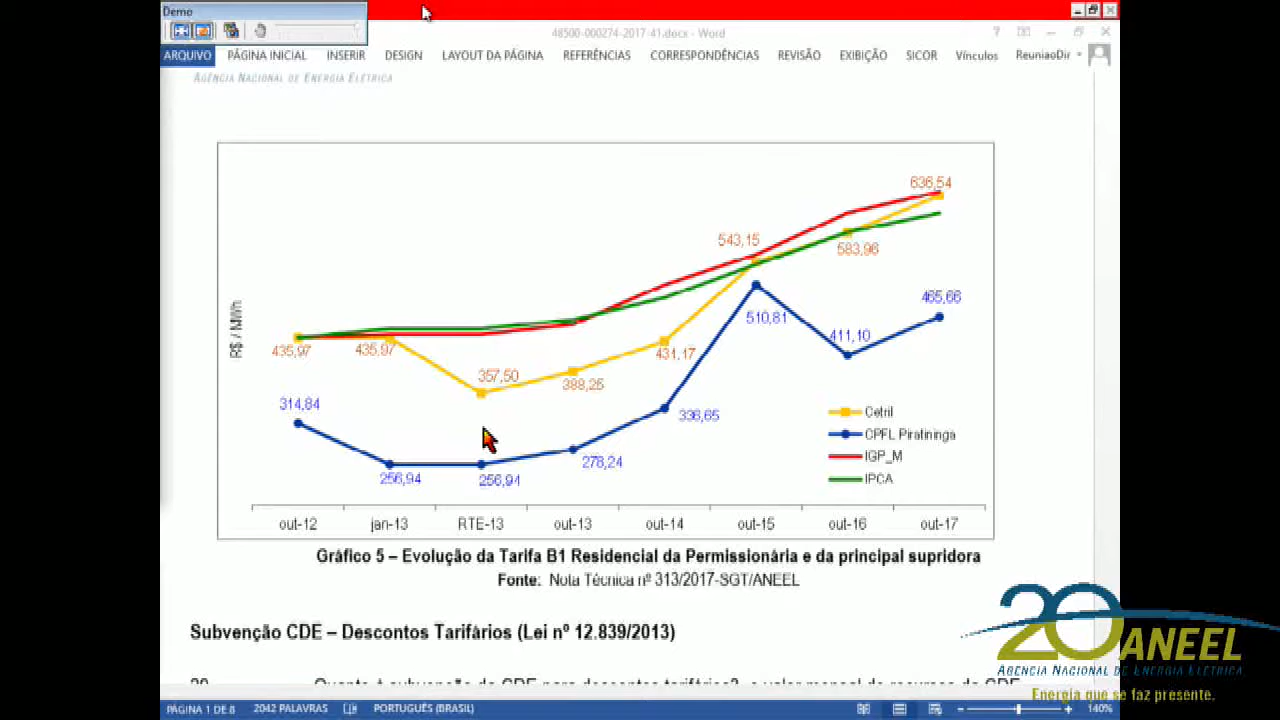 Demo
48500-000274-2017-41.docx - Word
ARQUIVO PÁGINA INICIAL INSERIR DESIGN LAYOUT DA PÁGINA REFERÊNCIAS CORRESPONDÊNCIAS REVISÃO EXIBIÇÃO SICOR Vínculos ReuniaoDir
AGÊNCIA NACIONAL DE ENERGIA ELÉTRICA
636,54
543,15
583,96
465,66
R$ / MWh
510,81
411,10
435,97
435,97
431,17
357,50
388,25
314,84
336,65
256,94
256,94
278,24
Cetril
CPFL Piratininga
IGP_M
IPCA
out-12 jan-13 RTE-13 out-13 out-14 out-15 out-16 out-17
Gráfico 5 – Evolução da Tarifa B1 Residencial da Permissionária e da principal supridora
Fonte: Nota Técnica nº 313/2017-SGT/ANEEL
Subvenção CDE – Descontos Tarifários (Lei nº 12.839/2013)
20 ANEEL
AGÊNCIA NACIONAL DE ENERGIA ELÉTRICA
Energia que se faz presente.
PÁGINA 1 DE 8 2042 PALAVRAS PORTUGUÊS (BRASIL) 140%